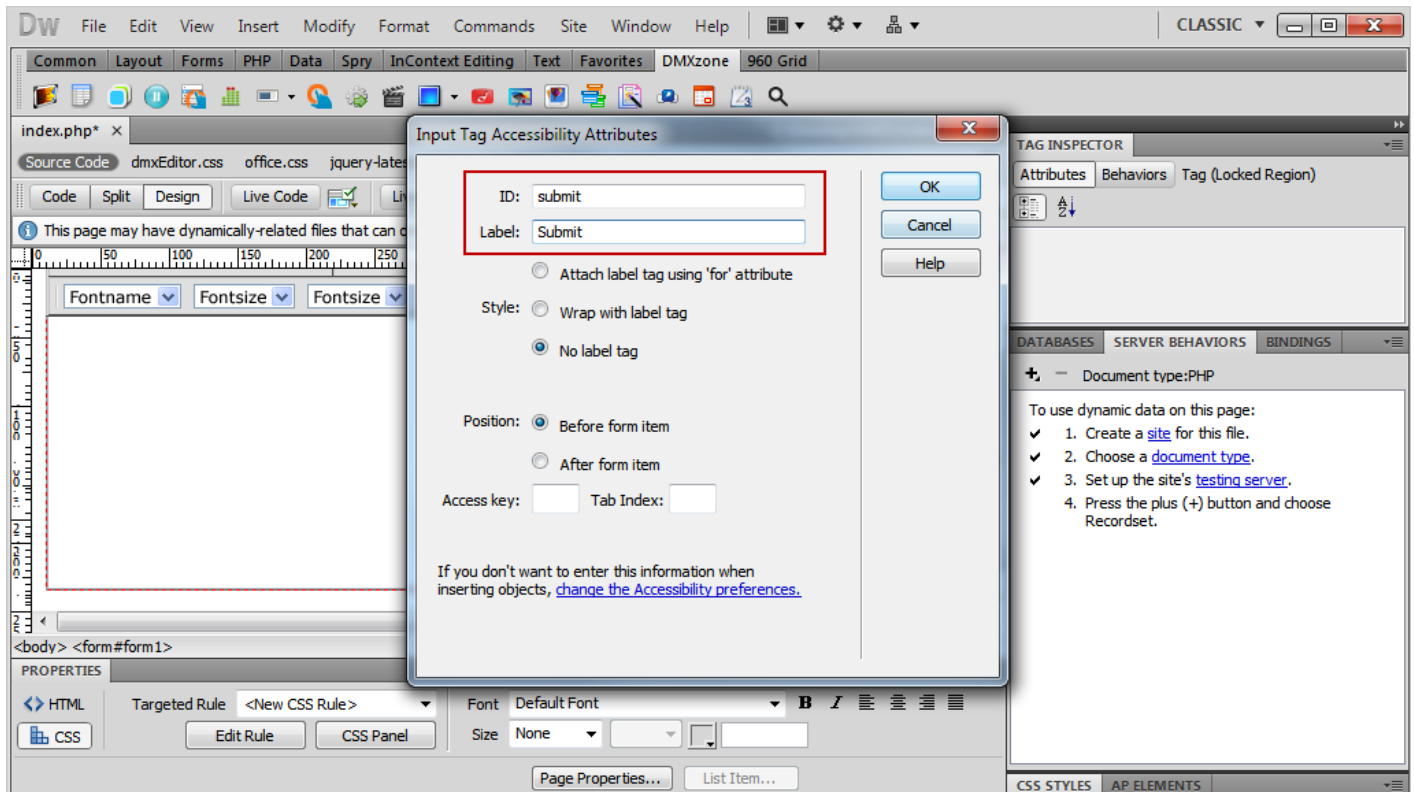 DW File Edit View Insert Modify Format Commands Site Window Help CLASSIC
Common Layout Forms PHP Data Spry InContext Editing Text Favorites DMXzone 960 Grid
index.php*
Source Code dmxEditor.css office.css jquery-lates
Code Split Design Live Code Li
This page may have dynamically-related files that can
0 50 100 150 200 250
Fontname Fontsize Fontsize
<body> <form#form1>
Input Tag Accessibility Attributes
ID: submit
Label: Submit
Attach label tag using 'for' attribute
Style: Wrap with label tag
No label tag
Position: Before form item
After form item
Access key: Tab Index:
If you don't want to enter this information when
inserting objects, change the Accessibility preferences.
OK
Cancel
Help
TAG INSPECTOR
Attributes Behaviors Tag (Locked Region)
DATABASES SERVER BEHAVIORS BINDINGS
Document type:PHP
To use dynamic data on this page:
1. Create a site for this file.
2. Choose a document type.
3. Set up the site's testing server.
4. Press the plus (+) button and choose
Recordset.
CSS STYLES AP ELEMENTS
PROPERTIES
HTML Targeted Rule <New CSS Rule> Font Default Font B I
CSS Edit Rule CSS Panel Size None
Page Properties... List Item...